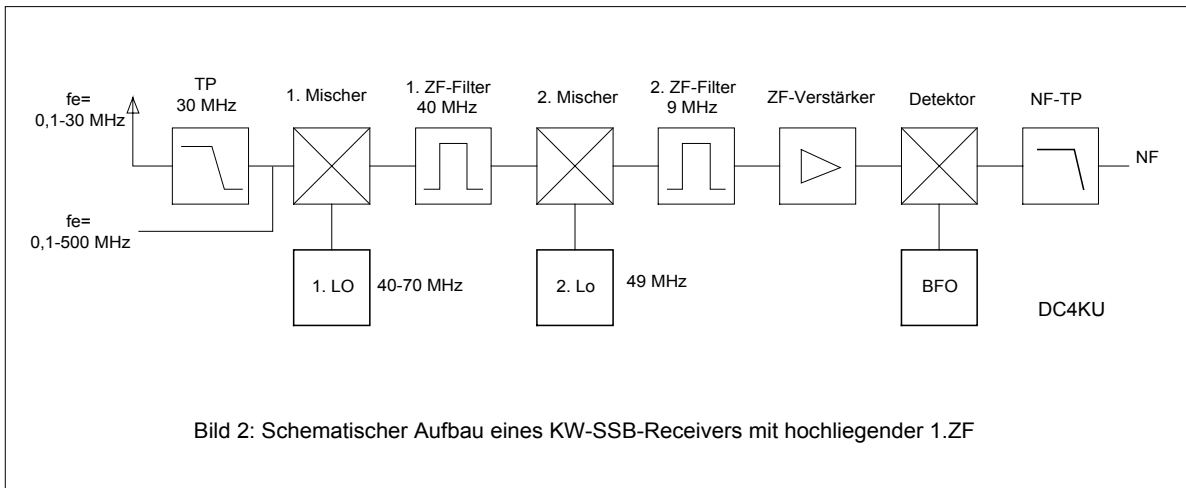 fe=
0,1-30 MHz
TP
30 MHz
1. Mischer
1. ZF-Filter
40 MHz
2. Mischer
2. ZF-Filter
9 MHz
ZF-Verstärker
Detektor
NF-TP
NF
fe=
0,1-500 MHz
1. LO
40-70 MHz
2. Lo
49 MHz
BFO
DC4KU
Bild 2: Schematischer Aufbau eines KW-SSB-Receivers mit hochliegender 1.ZF